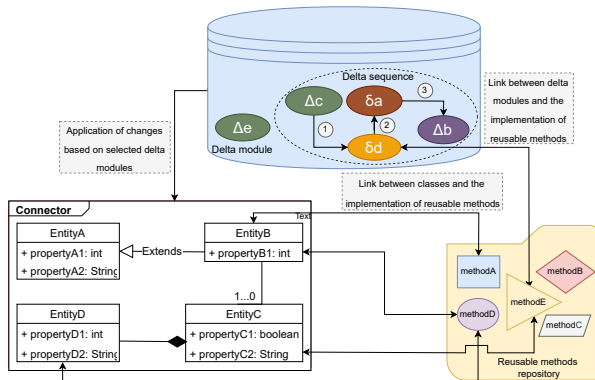 Delta sequence
Δc
δa
3
Δe
1
2
Δb
δd
Delta module
Link between delta
modules and the
implementation of
reusable methods
Application of changes
based on selected delta
modules
Link between classes and the
implementation of reusable methods
Connector
Text
EntityA
+ propertyA1: int
+ propertyA2: String
Extends
EntityB
+ propertyB1: int
1...0
EntityD
+ propertyD1: int
+ propertyD2: String
EntityC
+ propertyC1: boolean
+ propertyC2: String
methodA
methodB
methodE
methodD
methodC
Reusable methods
repository